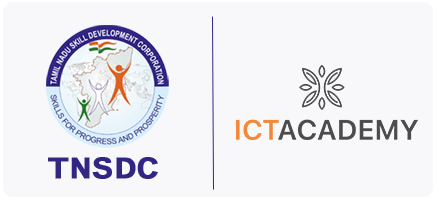 TAMIL NADU SKILL DEVELOPMENT CORPORATION
SKILLS FOR PROGRESS AND PROSPERITY
TNSDC
ICTACADEMY